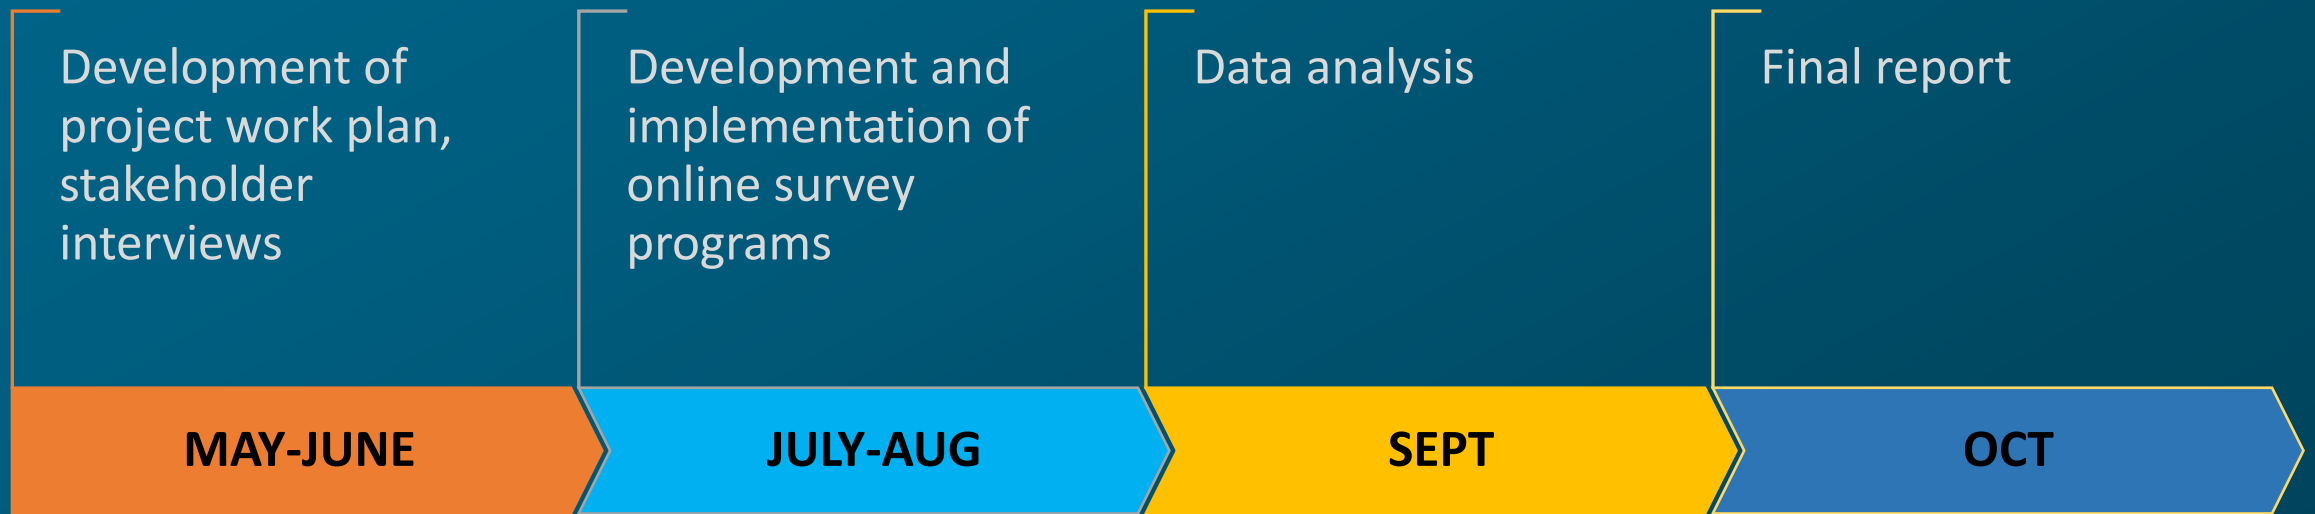 Development of
project work plan,
stakeholder
interviews
Development and
implementation of
online survey
programs
Data analysis
Final report
MAY-JUNE
JULY-AUG
SEPT
OCT